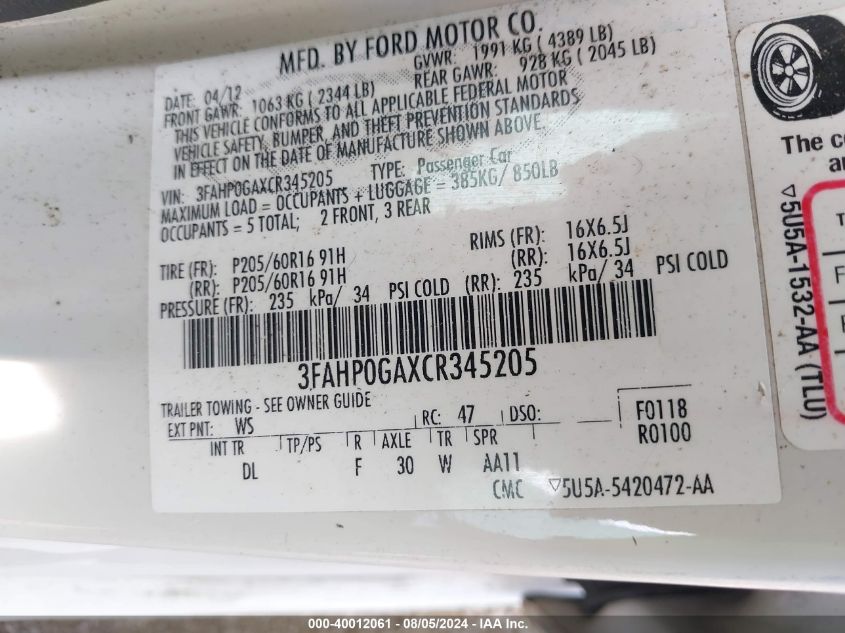 MFD. BY FORD MOTOR CO.
DATE: 04/12 GVWR: 1991 KG ( 4389 LB)
FRONT GAWR: 1063 KG ( 2344 LB) REAR GAWR: 928 KG ( 2045 LB)
THIS VEHICLE CONFORMS TO ALL APPLICABLE FEDERAL MOTOR
VEHICLE SAFETY, BUMPER, AND THEFT PREVENTION STANDARDS
IN EFFECT ON THE DATE OF MANUFACTURE SHOWN ABOVE.
VIN: 3FAHP0GAXCR345205 TYPE: Passenger Car
MAXIMUM LOAD = OCCUPANTS + LUGGAGE = 385KG/ 850LB
OCCUPANTS = 5 TOTAL; 2 FRONT, 3 REAR
TIRE (FR): P205/60R16 91H RIMS (FR): 16X6.5J
(RR): P205/60R16 91H (RR): 16X6.5J
PRESSURE (FR): 235 kPa/ 34 PSI COLD (RR): 235 kPa/ 34 PSI COLD
3FAHP0GAXCR345205
TRAILER TOWING - SEE OWNER GUIDE
EXT PNT: WS RC: 47 DSO: F0118
R0100
INT TR TP/PS R AXLE TR SPR
DL F 30 W AA11
CMC ▽5U5A-5420472-AA
The
▽5U5A-1532-AA (TLU)
000-40012061 - 08/05/2024 - IAA Inc.